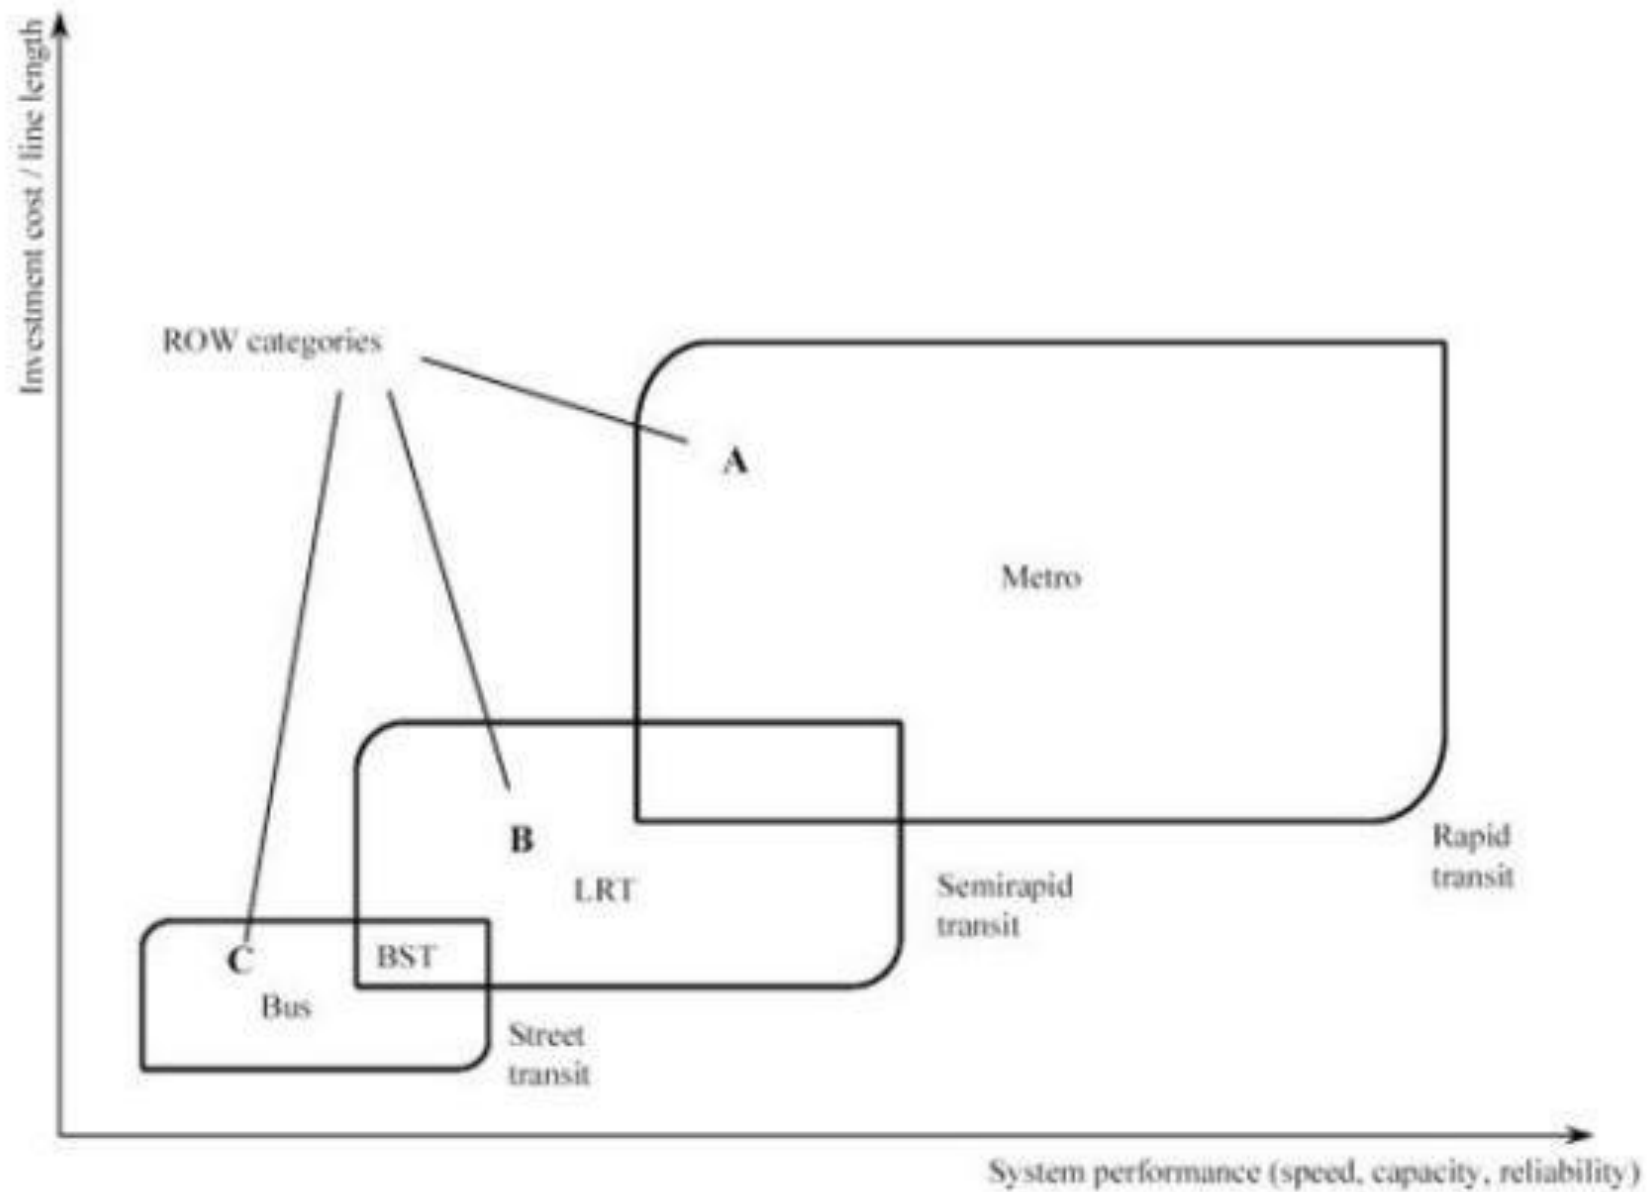 Investment cost / line length
ROW categories
A
Metro
B
LRT
Rapid
transit
Semirapid
transit
C
BST
Bus
Street
transit
System performance (speed, capacity, reliability)